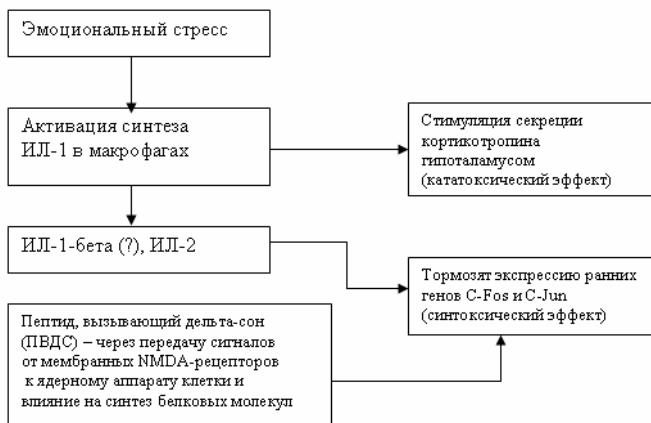 Эмоциональный стресс
Активация синтеза
ИЛ-1 в макрофагах
Стимуляция секреции
кортикотропина
гипоталамусом
(кататоксический эффект)
ИЛ-1-бета (?), ИЛ-2
Тормозят экспрессию ранних
генов C-Fos и C-Jun
(синтоксический эффект)
Пептид, вызывающий дельта-сон
(ПВДС) – через передачу сигналов
от мембранных NMDA-рецепторов
к ядерному аппарату клетки и
влияние на синтез белковых молекул